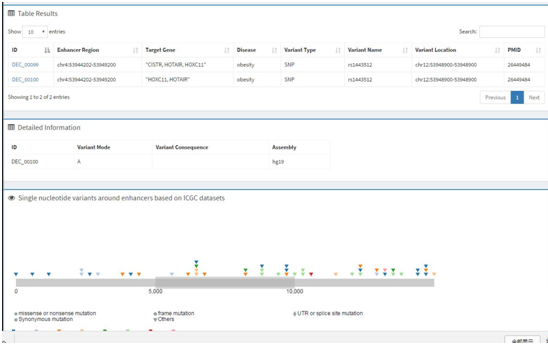 Table Results
Show 10 entries Search:
ID Enhancer Region Target Gene Disease Variant Type Variant Name Variant Location PMID
DEC_00099 chr4:53944202-53949200 "CISTR, HOTAIR, HOXC11" obesity SNP rs1443512 chr12:53948900-53948900 26449484
DEC_00100 chr4:53944202-53949200 "HOXC11, HOTAIR" obesity SNP rs1443512 chr12:53948900-53948900 26449484
Showing 1 to 2 of 2 entries Previous 1 Next
Detailed Information
ID Variant Mode Variant Consequence Assembly
DEC_00100 A hg19
Single nucleotide variants around enhancers based on ICGC datasets
0 5,000 10,000
missense or nonsense mutation frame mutation UTR or splice site mutation
Synonymous mutation Others
全部显示